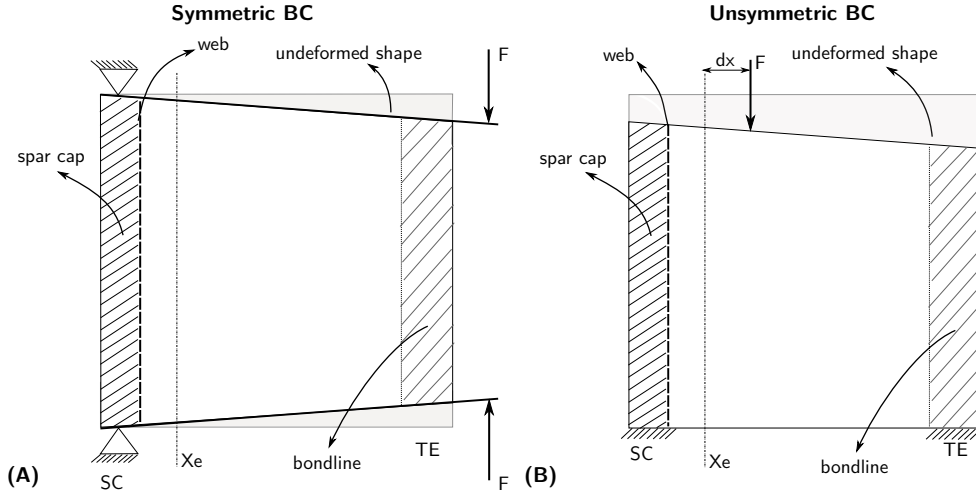 Symmetric BC
web
undeformed shape
F
spar cap
bondline
TE
SC
Xe
F
(A)
Unsymmetric BC
dx
F
undeformed shape
web
spar cap
bondline
SC
TE
Xe
(B)